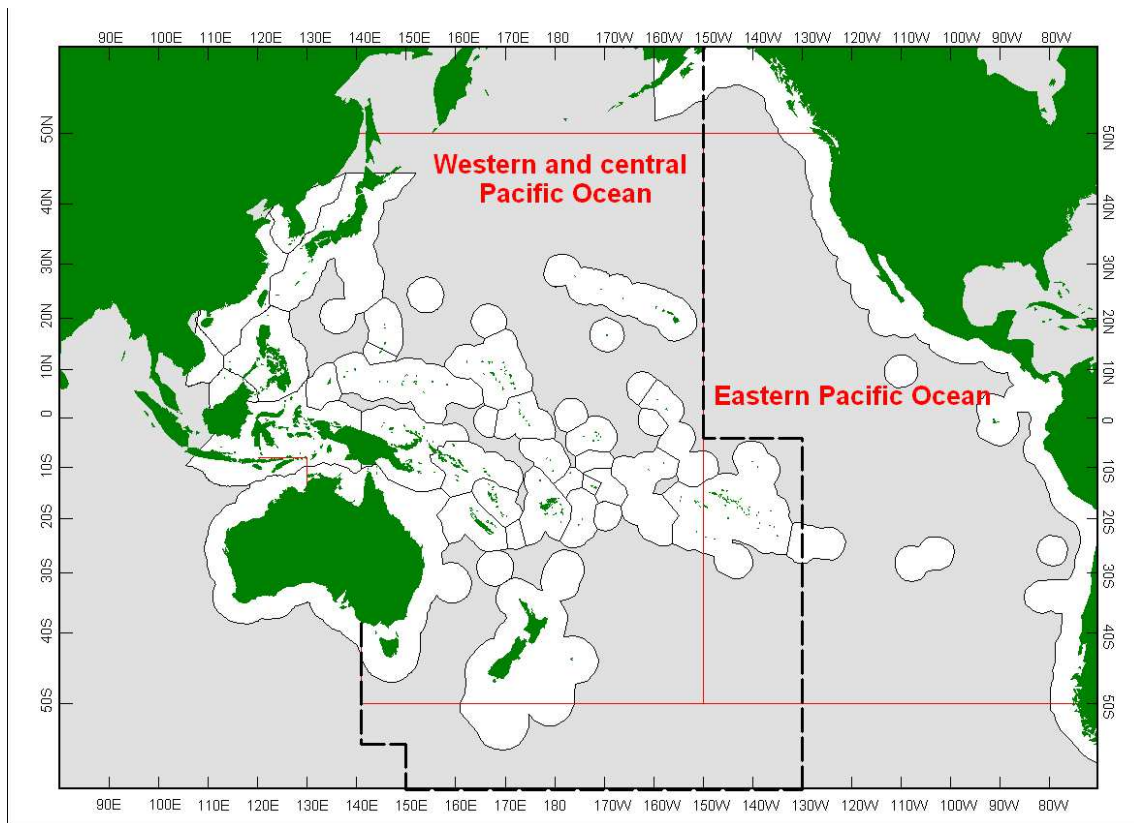 90E 100E 110E 120E 130E 140E 150E 160E 170E 180 170W 160W 150W 140W 130W 120W 110W 100W 90W 80W
50N 50N
Western and central
Pacific Ocean
40N 40N
30N 30N
20N 20N
10N 10N
Eastern Pacific Ocean
0 0
10S 10S
20S 20S
30S 30S
40S 40S
50S 50S
90E 100E 110E 120E 130E 140E 150E 160E 170E 180 170W 160W 150W 140W 130W 120W 110W 100W 90W 80W